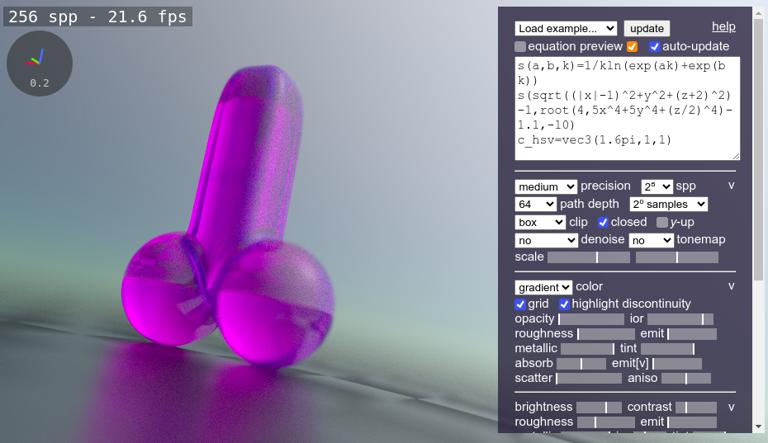 256 spp - 21.6 fps
0.2
Load example... update help
equation preview auto-update
s(a,b,k)=1/kln(exp(ak)+exp(b
k))
s(sqrt((|x|-1)^2+y^2+(z+2)^2)
-1,root(4,5x^4+5y^4+(z/2)^4)-
1.1,-10)
c_hsv=vec3(1.6pi,1,1)
medium precision 2⁸ spp v
64 path depth 2⁰ samples
box clip closed y-up
no denoise no tonemap
scale
gradient color v
grid highlight discontinuity
opacity ior
roughness emit
metallic tint
absorb emit[v]
scatter aniso
brightness contrast v
roughness emit